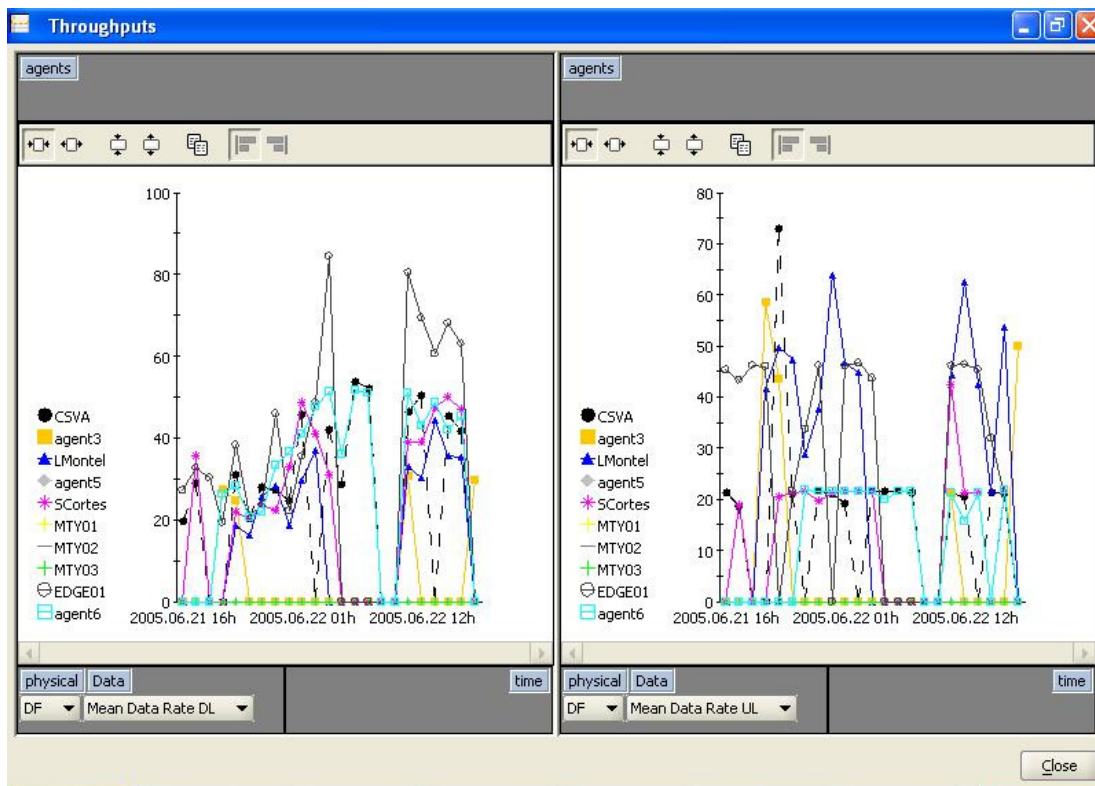 Throughputs
agents
100
80
60
40
20
0
CSVA
agent3
LMontel
agent5
SCortes
MTY01
MTY02
MTY03
EDGE01
agent6
2005.06.21 16h
2005.06.22 01h
2005.06.22 12h
physical
Data
time
DF
Mean Data Rate DL
agents
80
70
60
50
40
30
20
10
0
CSVA
agent3
LMontel
agent5
SCortes
MTY01
MTY02
MTY03
EDGE01
agent6
2005.06.21 16h
2005.06.22 01h
2005.06.22 12h
physical
Data
time
DF
Mean Data Rate UL
Close